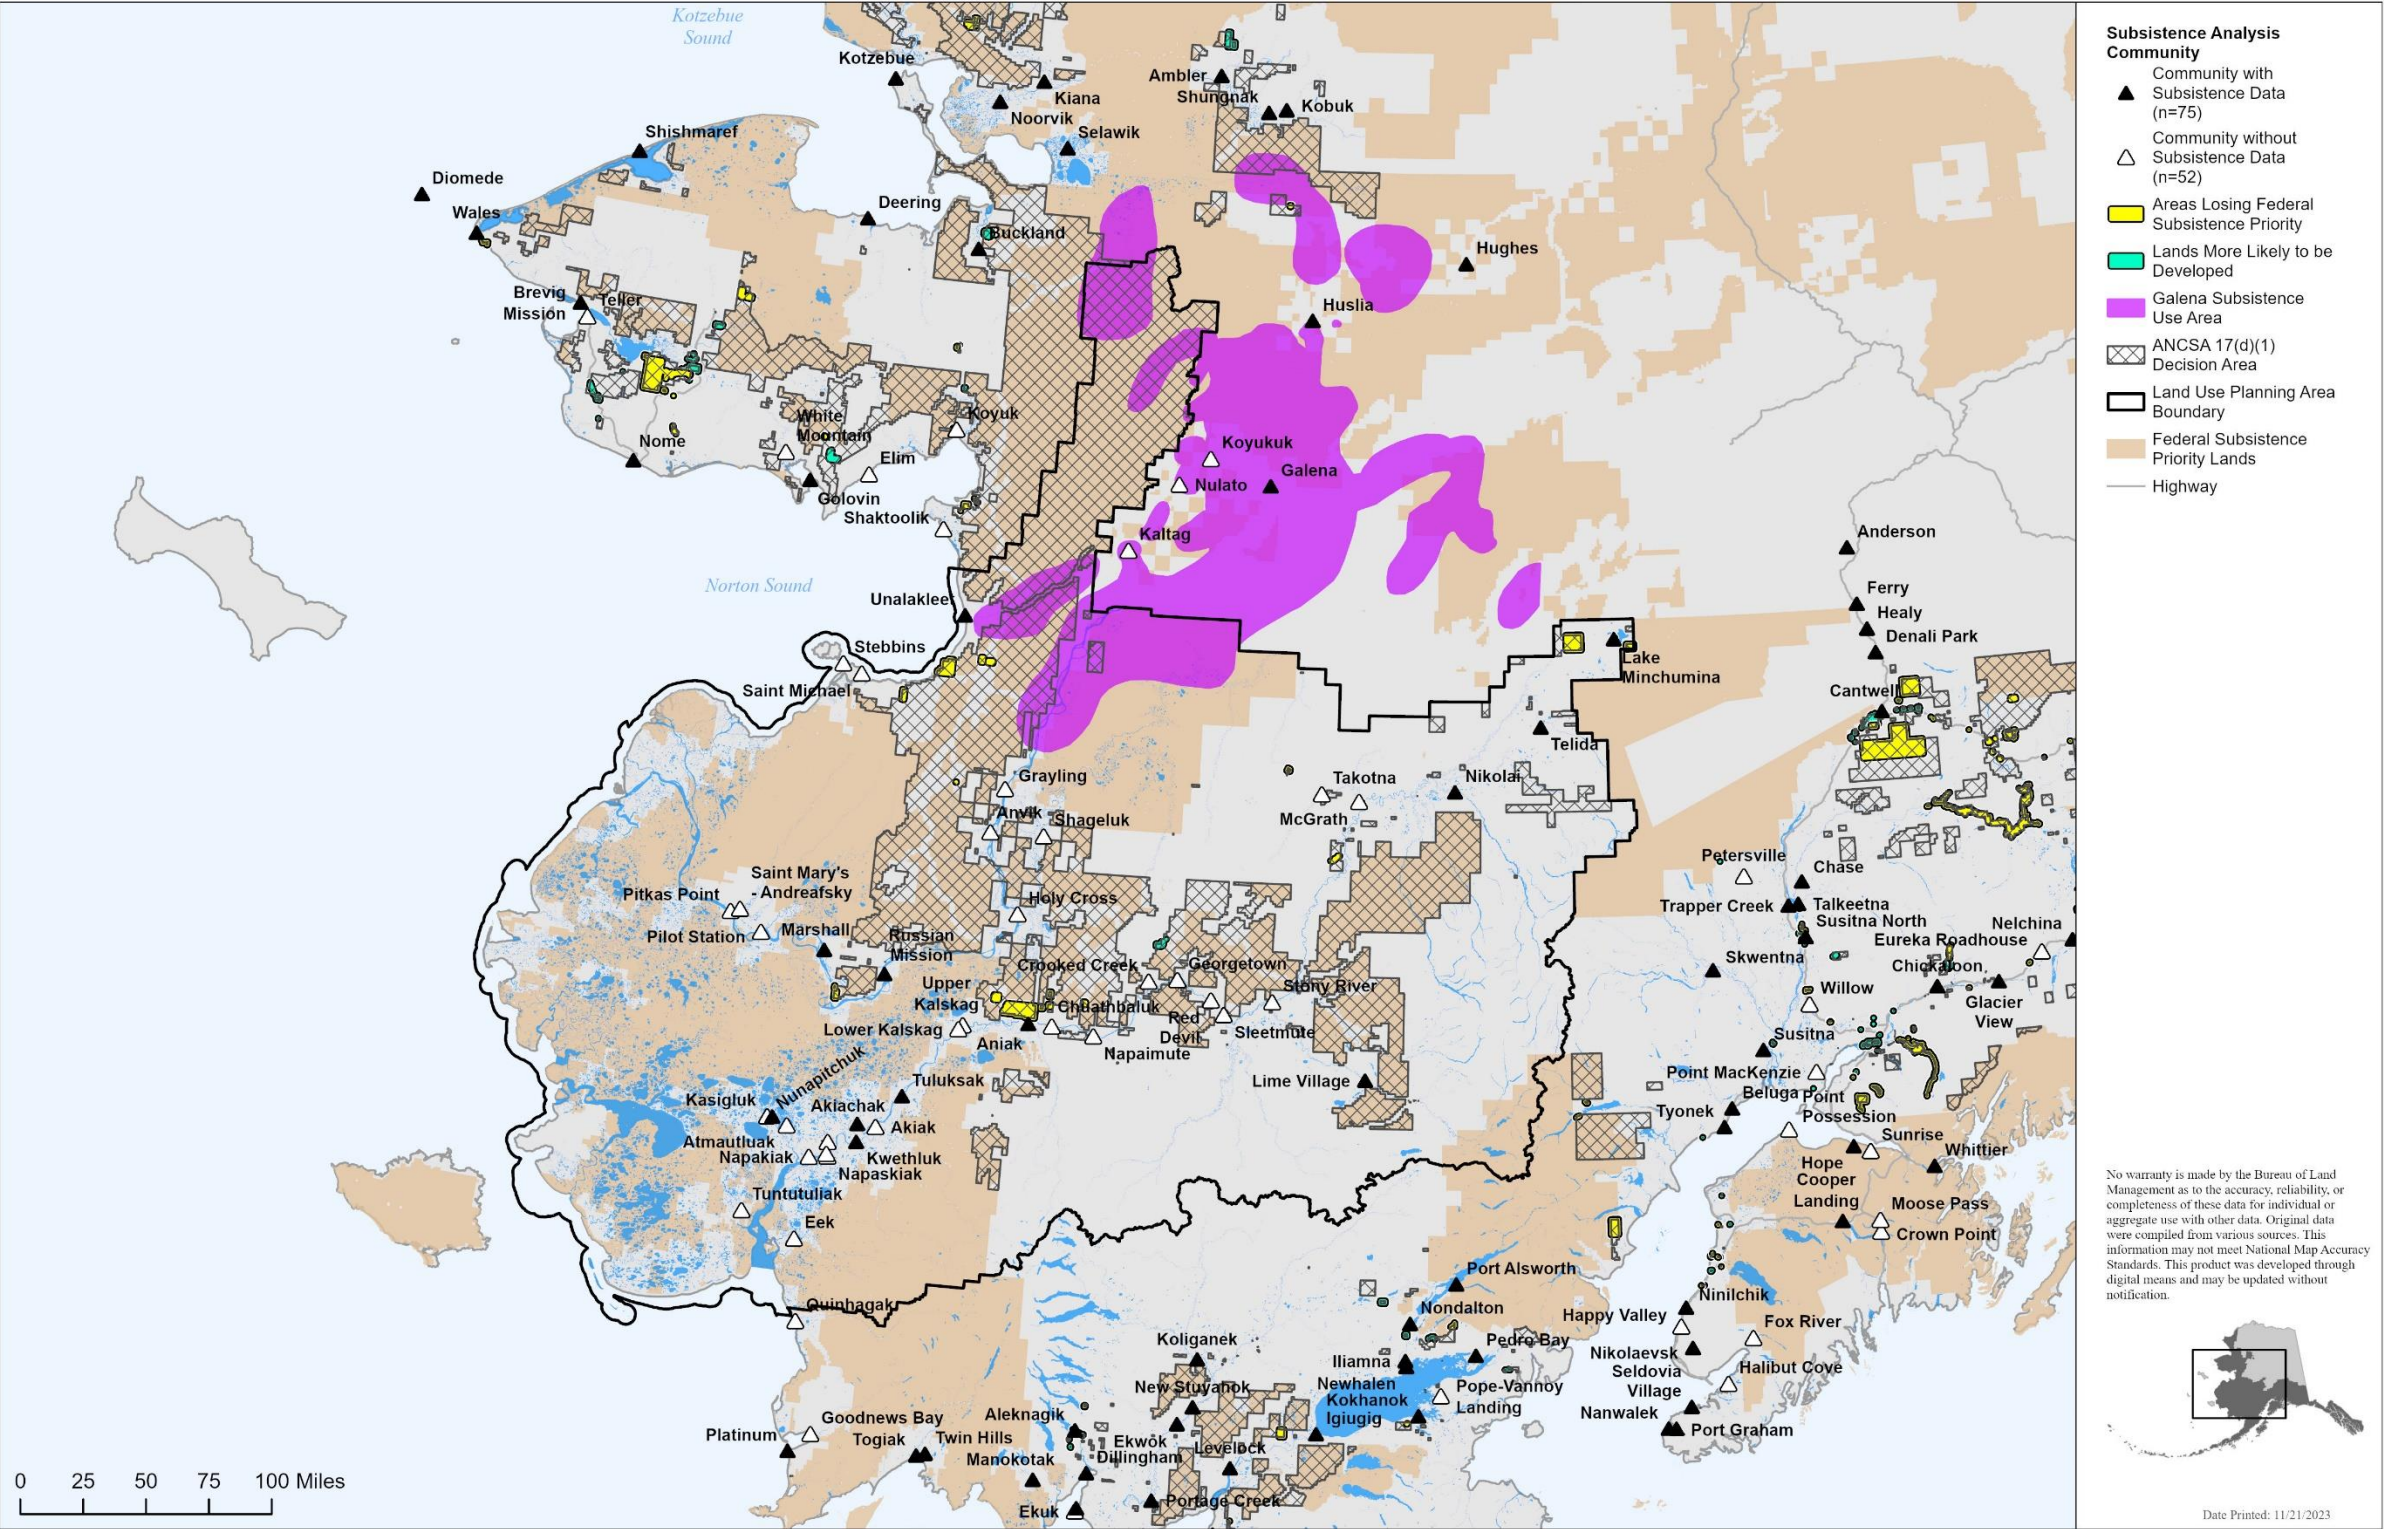 Kotzebue
Sound
Kotzebue
Kiana
Noorvik
Selawik
Ambler
Shungnak
Kobuk
Shishmaref
Diomede
Wales
Deering
Buckland
Hughes
Huslia
Brevig
Mission
Teller
White
Mountain
Koyuk
Nome
Elim
Golovin
Shaktoolik
Koyukuk
Galena
Nulato
Kaltag
Norton Sound
Unalakleet
Stebbins
Saint Michael
Lake
Minchumina
Telida
Anderson
Ferry
Healy
Denali Park
Cantwell
Grayling
Anvik
Shageluk
Takotna
McGrath
Nikolai
Petersville
Chase
Trapper Creek
Talkeetna
Susitna North
Nelchina
Eureka Roadhouse
Chickaloon
Skwentna
Willow
Glacier
View
Saint Mary's
- Andreafsky
Pitkas Point
Pilot Station
Marshall
Russian
Mission
Holy Cross
Crooked Creek
Georgetown
Stony River
Upper
Kalskag
Chuathbaluk
Red
Devil
Lower Kalskag
Aniak
Napaimute
Sleetmute
Lime Village
Susitna
Point MacKenzie
Beluga
Point
Possession
Tyonek
Sunrise
Whittier
Hope
Cooper
Landing
Moose Pass
Crown Point
Nunapitchuk
Kasigluk
Tuluksak
Akiachak
Akiak
Atmautluak
Napakiak
Kwethluk
Napaskiak
Tuntutuliak
Eek
Quinhagak
Port Alsworth
Nondalton
Pedro Bay
Happy Valley
Ninilchik
Fox River
Nikolaevsk
Seldovia
Village
Halibut Cove
Nanwalek
Port Graham
Koliganek
New Stuyahok
Iliamna
Newhalen
Kokhanok
Igiugig
Pope-Vannoy
Landing
Goodnews Bay
Platinum
Togiak
Twin Hills
Aleknagik
Manokotak
Ekwok
Dillingham
Levelock
Portage Creek
Ekuk
0 25 50 75 100 Miles
Subsistence Analysis
Community
Community with
Subsistence Data
(n=75)
Community without
Subsistence Data
(n=52)
Areas Losing Federal
Subsistence Priority
Lands More Likely to be
Developed
Galena Subsistence
Use Area
ANCSA 17(d)(1)
Decision Area
Land Use Planning Area
Boundary
Federal Subsistence
Priority Lands
Highway
No warranty is made by the Bureau of Land
Management as to the accuracy, reliability, or
completeness of these data for individual or
aggregate use with other data. Original data
were compiled from various sources. This
information may not meet National Map Accuracy
Standards. This product was developed through
digital means and may be updated without
notification.
Date Printed: 11/21/2023